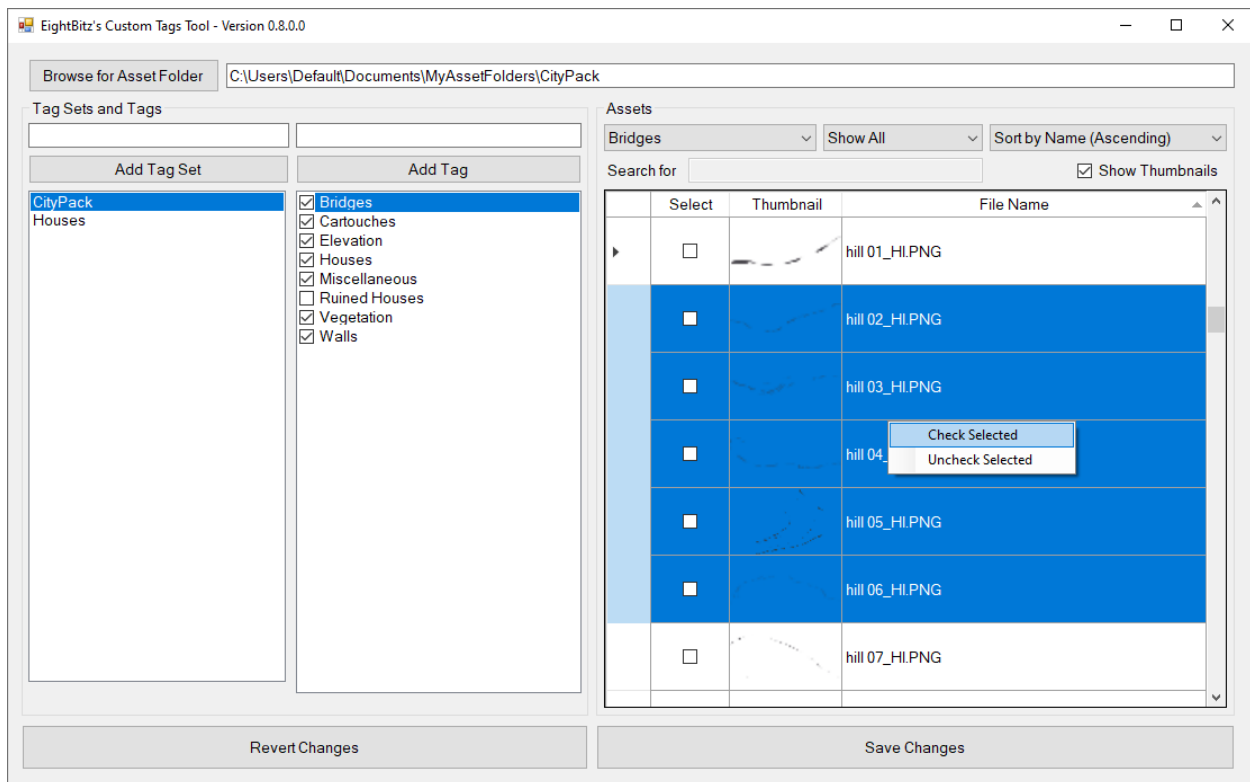 EightBitz's Custom Tags Tool - Version 0.8.0.0
Browse for Asset Folder C:\Users\Default\Documents\MyAssetFolders\CityPack
Tag Sets and Tags
Add Tag Set Add Tag
CityPack
Houses
Bridges
Cartouches
Elevation
Houses
Miscellaneous
Ruined Houses
Vegetation
Walls
Assets
Bridges Show All Sort by Name (Ascending)
Search for Show Thumbnails
Select Thumbnail File Name
hill 01_HI.PNG
hill 02_HI.PNG
hill 03_HI.PNG
hill 04_
Check Selected
Uncheck Selected
hill 05_HI.PNG
hill 06_HI.PNG
hill 07_HI.PNG
Revert Changes Save Changes